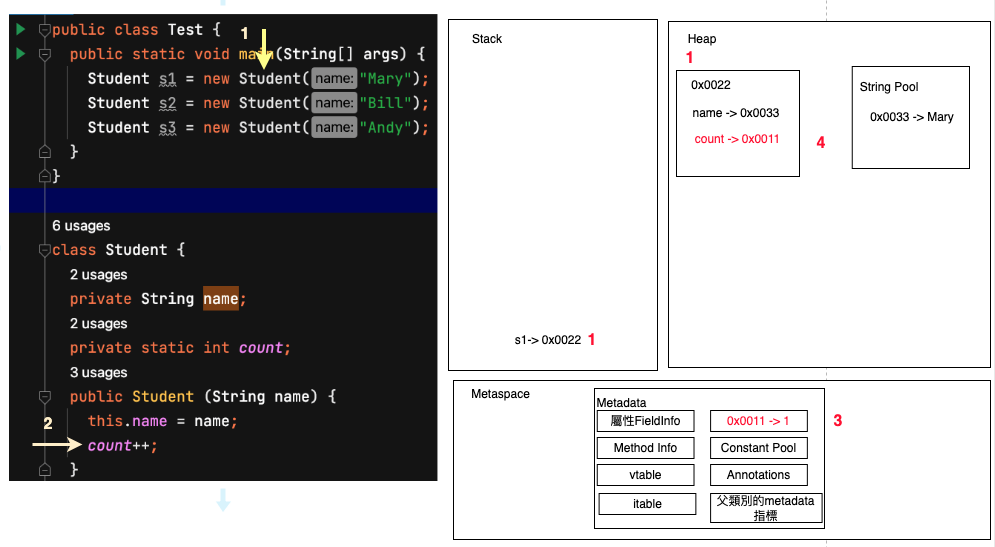 public class Test {
1
public static void main(String[] args) {
Student s1 = new Student( name: "Mary");
Student s2 = new Student( name: "Bill");
Student s3 = new Student( name: "Andy");
}
}
6 usages
class Student {
2 usages
private String name;
2 usages
private static int count;
3 usages
public Student (String name) {
this.name = name;
2
count++;
}
Stack
s1-> 0x0022 1
Heap
1
0x0022
name -> 0x0033
count -> 0x0011
4
String Pool
0x0033 -> Mary
Metaspace
Metadata
屬性FieldInfo
0x0011 -> 1
3
Method Info
Constant Pool
vtable
Annotations
itable
父類別的metadata
指標